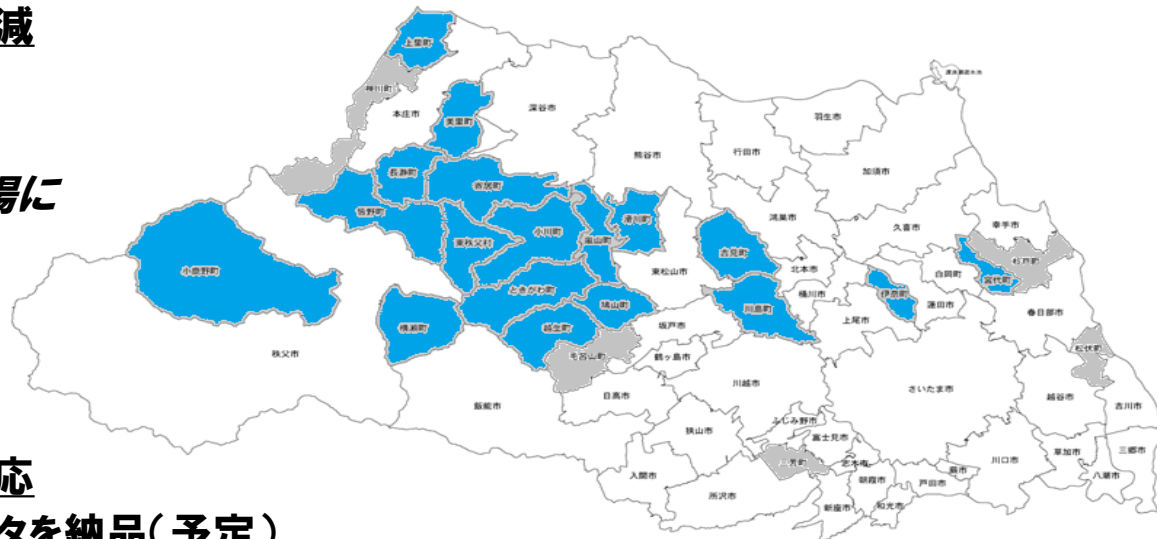 減
場に
応
タを納品(予定)
上里町
神川町
本庄市
美里町
深谷市
熊谷市
行田市
羽生市
加須市
長瀞町
寄居町
皆野町
東秩父村
小川町
嵐山町
滑川町
小鹿野町
ときがわ町
鳩山町
横瀬町
越生町
毛呂山町
秩父市
飯能市
東松山市
吉見町
川島町
鴻巣市
北本市
桶川市
上尾市
伊奈町
久喜市
白岡町
蓮田市
幸手市
杉戸町
宮代町
春日部市
松伏町
坂戸市
鶴ヶ島市
日高市
川越市
さいたま市
越谷市
吉川市
狭山市
ふじみ野市
富士見市
三芳町
志木市
入間市
所沢市
朝霞市
新座市
和光市
戸田市
蕨市
川口市
草加市
八潮市
三郷市